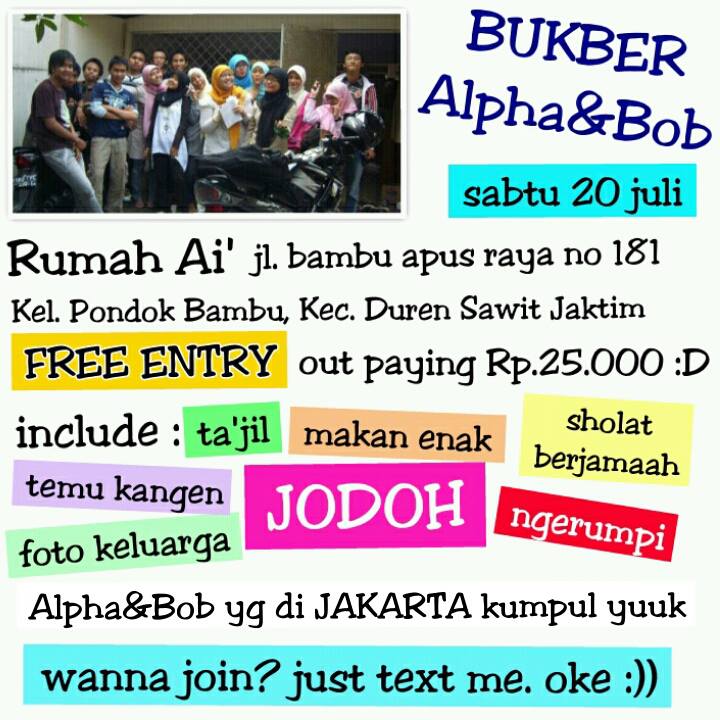 BUKBER
Alpha&Bob
sabtu 20 juli
Rumah Ai' jl. bambu apus raya no 181
Kel. Pondok Bambu, Kec. Duren Sawit Jaktim
FREE ENTRY out paying Rp.25.000 :D
include : ta'jil makan enak sholat berjamaah
temu kangen JODOH ngerumpi
foto keluarga
Alpha&Bob yg di JAKARTA kumpul yuuk
wanna join? just text me. oke :))